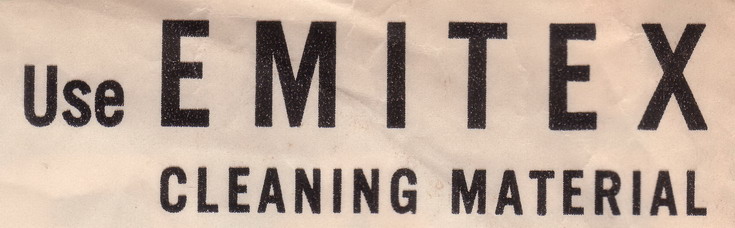 Use EMITEX
CLEANING MATERIAL